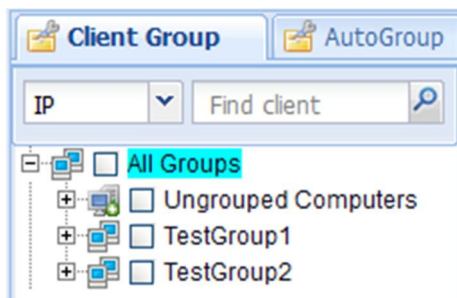 Client Group AutoGroup
IP Find client
All Groups
Ungrouped Computers
TestGroup1
TestGroup2